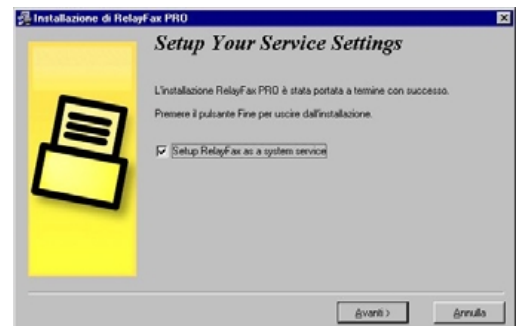 Installazione di RelayFax PRO
Setup Your Service Settings
L'installazione RelayFax PRO è stata portata a termine con successo.
Premere il pulsante Fine per uscire dall'installazione.
Setup RelayFax as a system service
Avanti >
Annulla